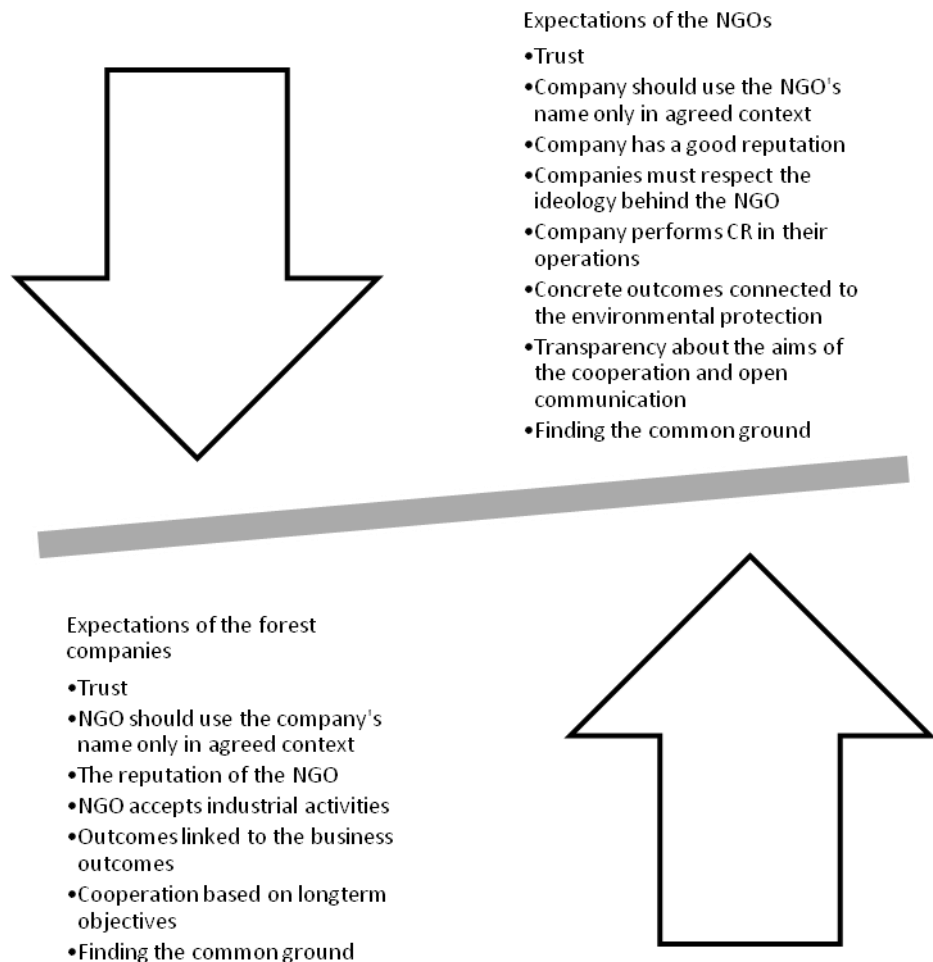 Expectations of the NGOs
•Trust
•Company should use the NGO's
name only in agreed context
•Company has a good reputation
•Companies must respect the
ideology behind the NGO
•Company performs CR in their
operations
•Concrete outcomes connected to
the environmental protection
•Transparency about the aims of
the cooperation and open
communication
•Finding the common ground
Expectations of the forest
companies
•Trust
•NGO should use the company's
name only in agreed context
•The reputation of the NGO
•NGO accepts industrial activities
•Outcomes linked to the business
outcomes
•Cooperation based on longterm
objectives
•Finding the common ground